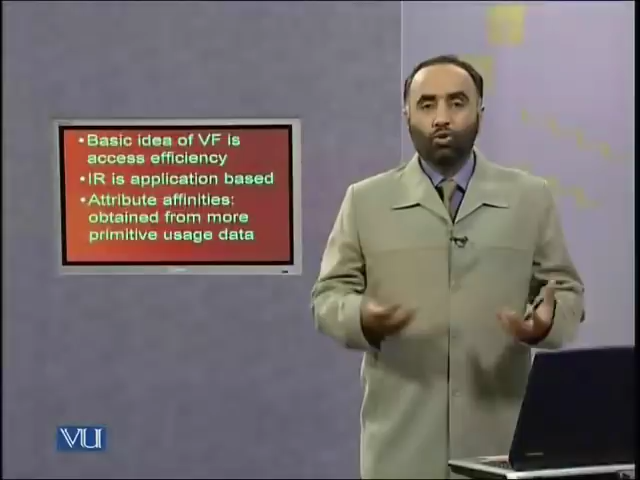 •Basic idea of VF is
access efficiency
•IR is application based
•Attribute affinities:
obtained from more
primitive usage data
VU